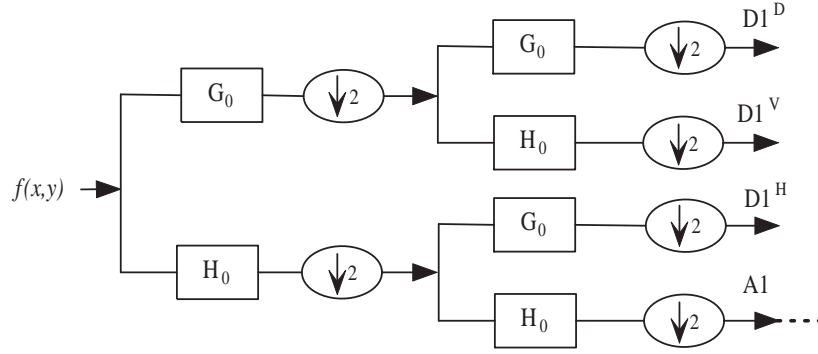 D1^D
G₀ ↓2
G₀ ↓2
D1^V
H₀ ↓2
f(x,y)
D1^H
G₀ ↓2
H₀ ↓2
A1
H₀ ↓2